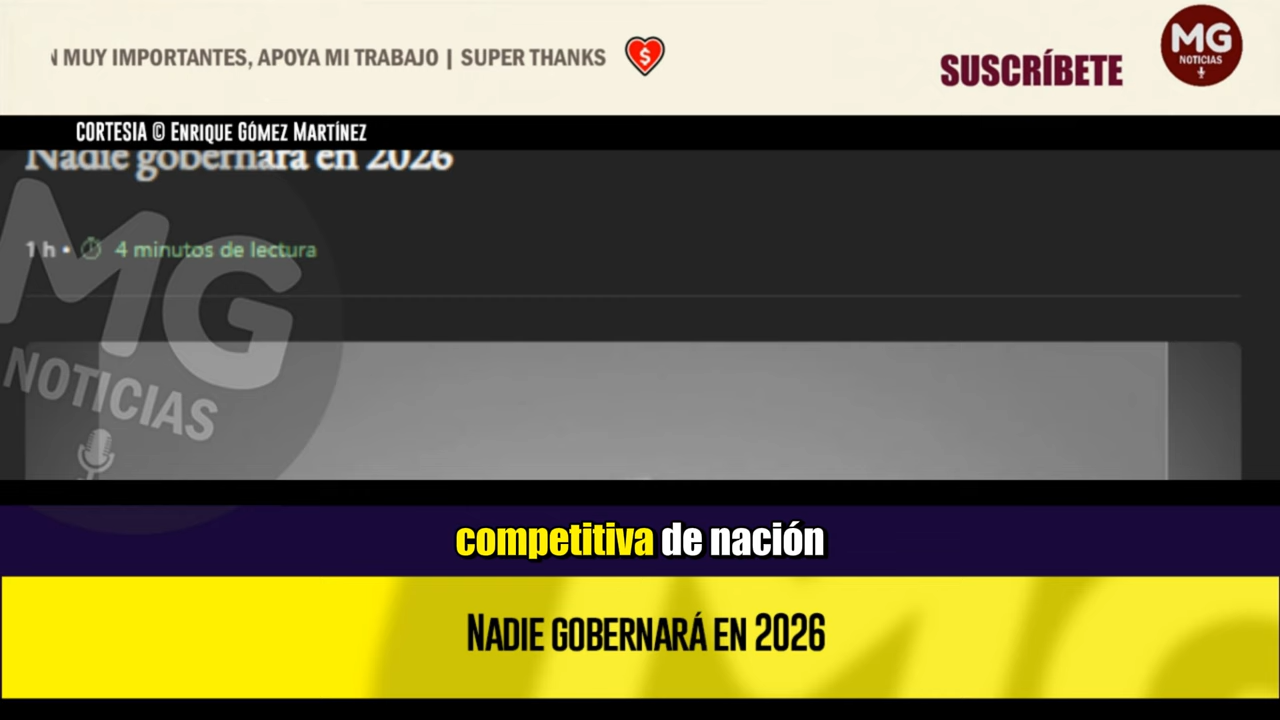 N MUY IMPORTANTES, APOYA MI TRABAJO | SUPER THANKS
SUSCRÍBETE
MG
NOTICIAS
CORTESIA © ENRIQUE GÓMEZ MARTÍNEZ
Nadie gobernará en 2026
1 h • 4 minutos de lectura
MG
NOTICIAS
competitiva de nación
NADIE GOBERNARÁ EN 2026